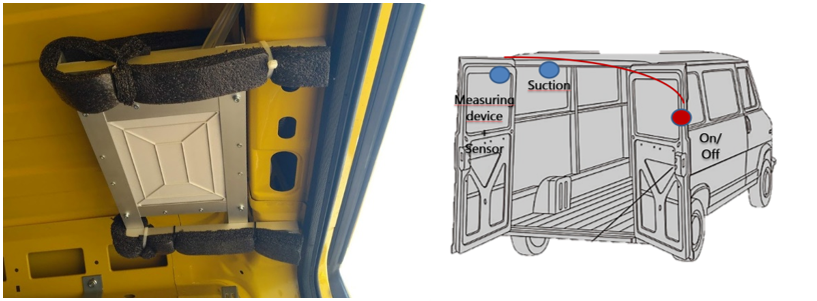 Suction
Measuring
device
+
Sensor
On/
Off